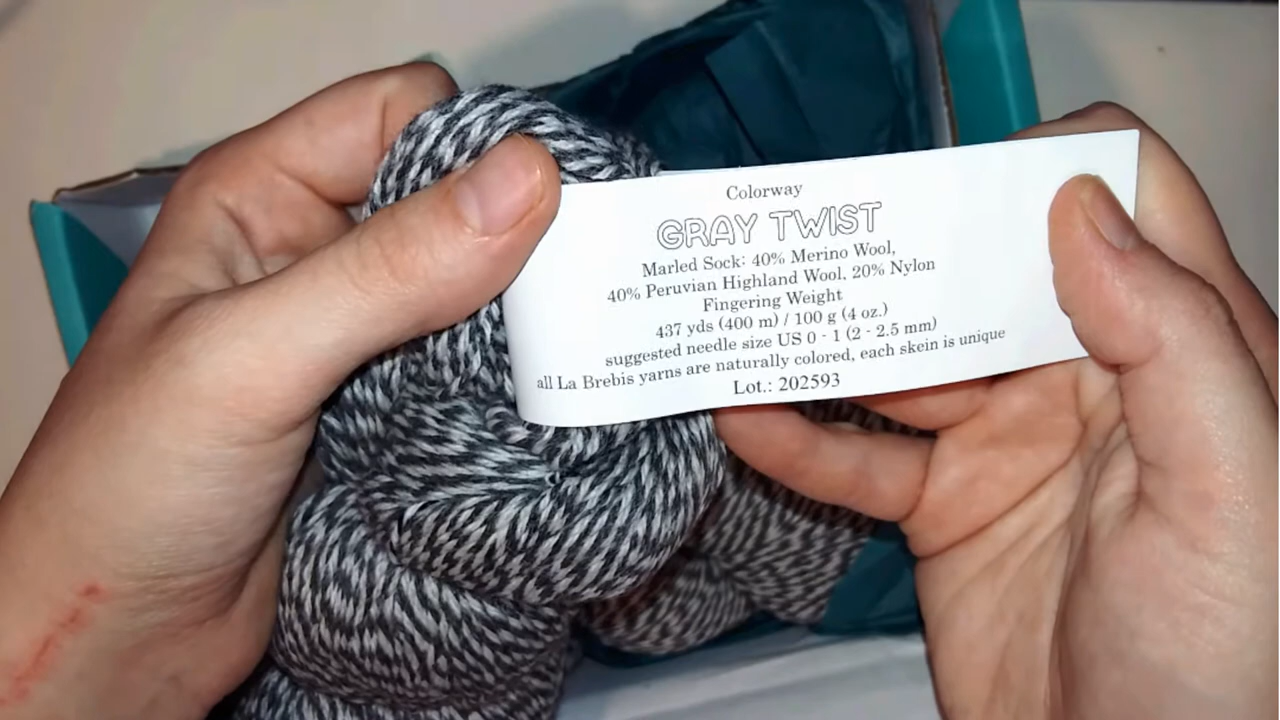 Colorway
GRAY TWIST
Marled Sock: 40% Merino Wool,
40% Peruvian Highland Wool, 20% Nylon
Fingering Weight
437 yds (400 m) / 100 g (4 oz.)
suggested needle size US 0 - 1 (2 - 2.5 mm)
all La Brebis yarns are naturally colored, each skein is unique
Lot.: 202593